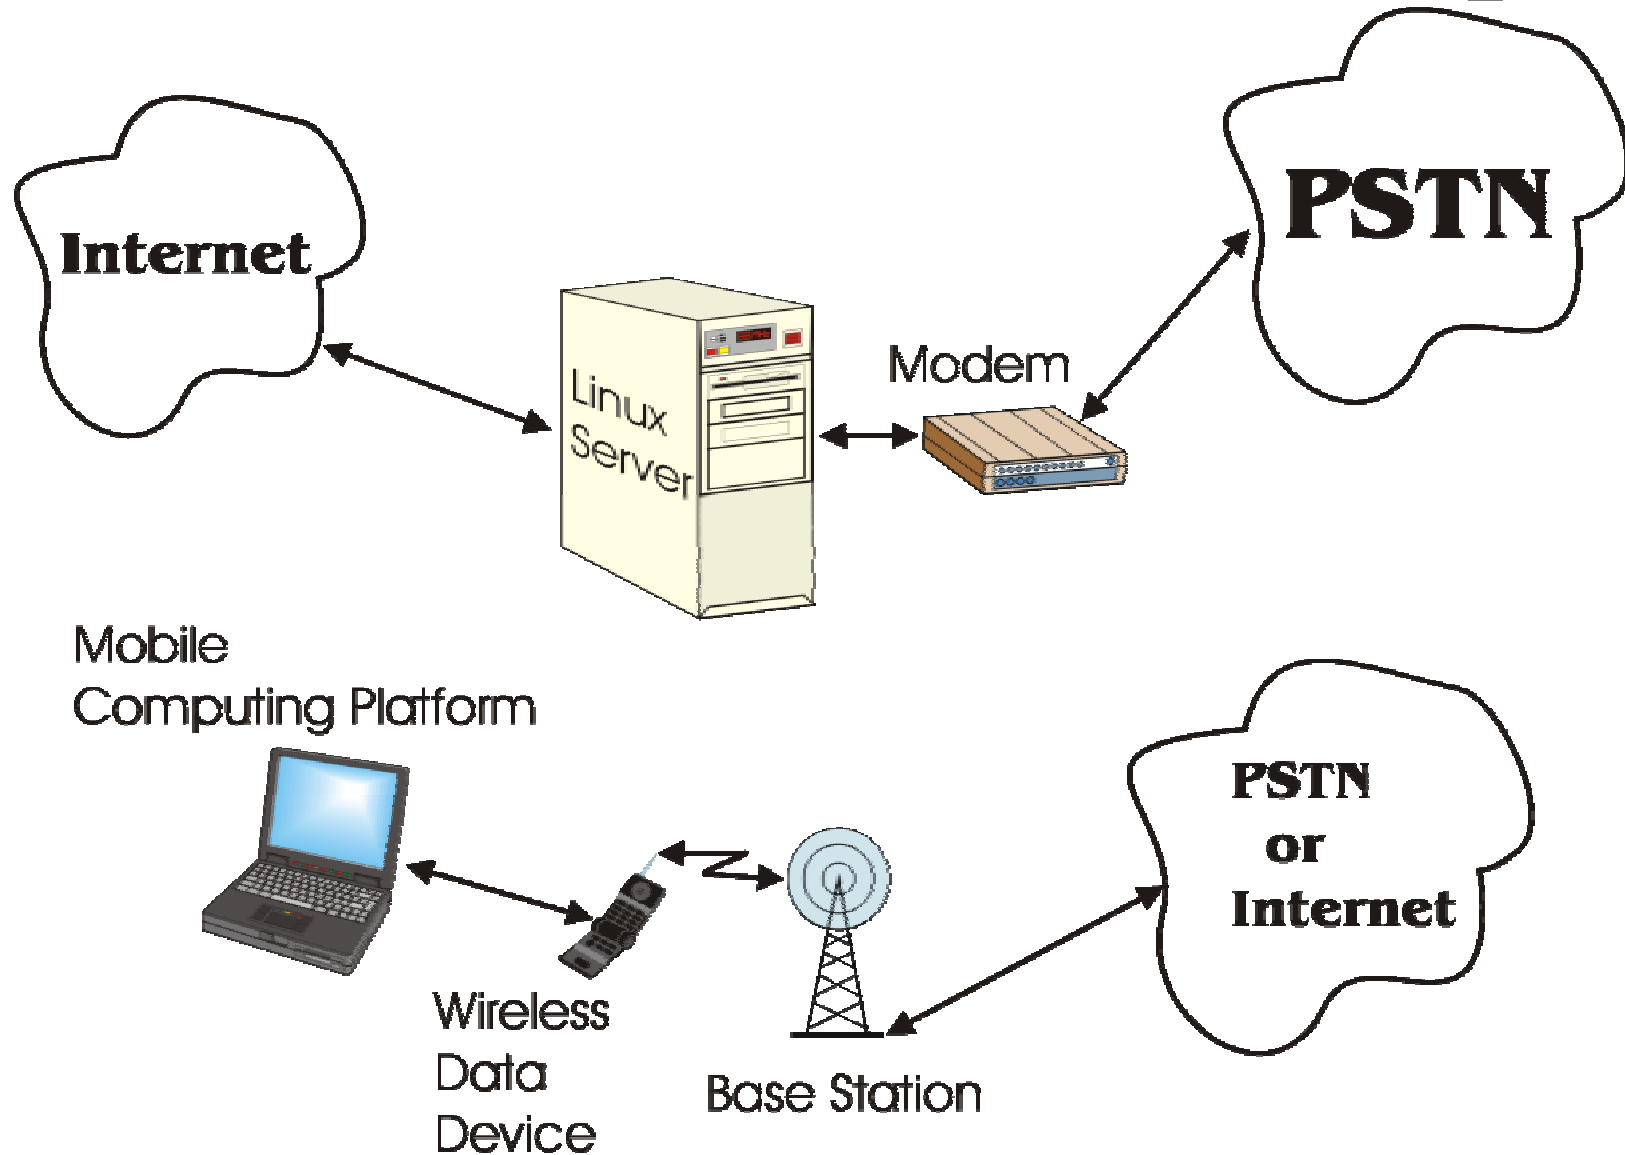 PSTN
Internet
Modem
Linux
Server
Mobile
Computing Platform
PSTN
or
Internet
Wireless
Data
Device
Base Station